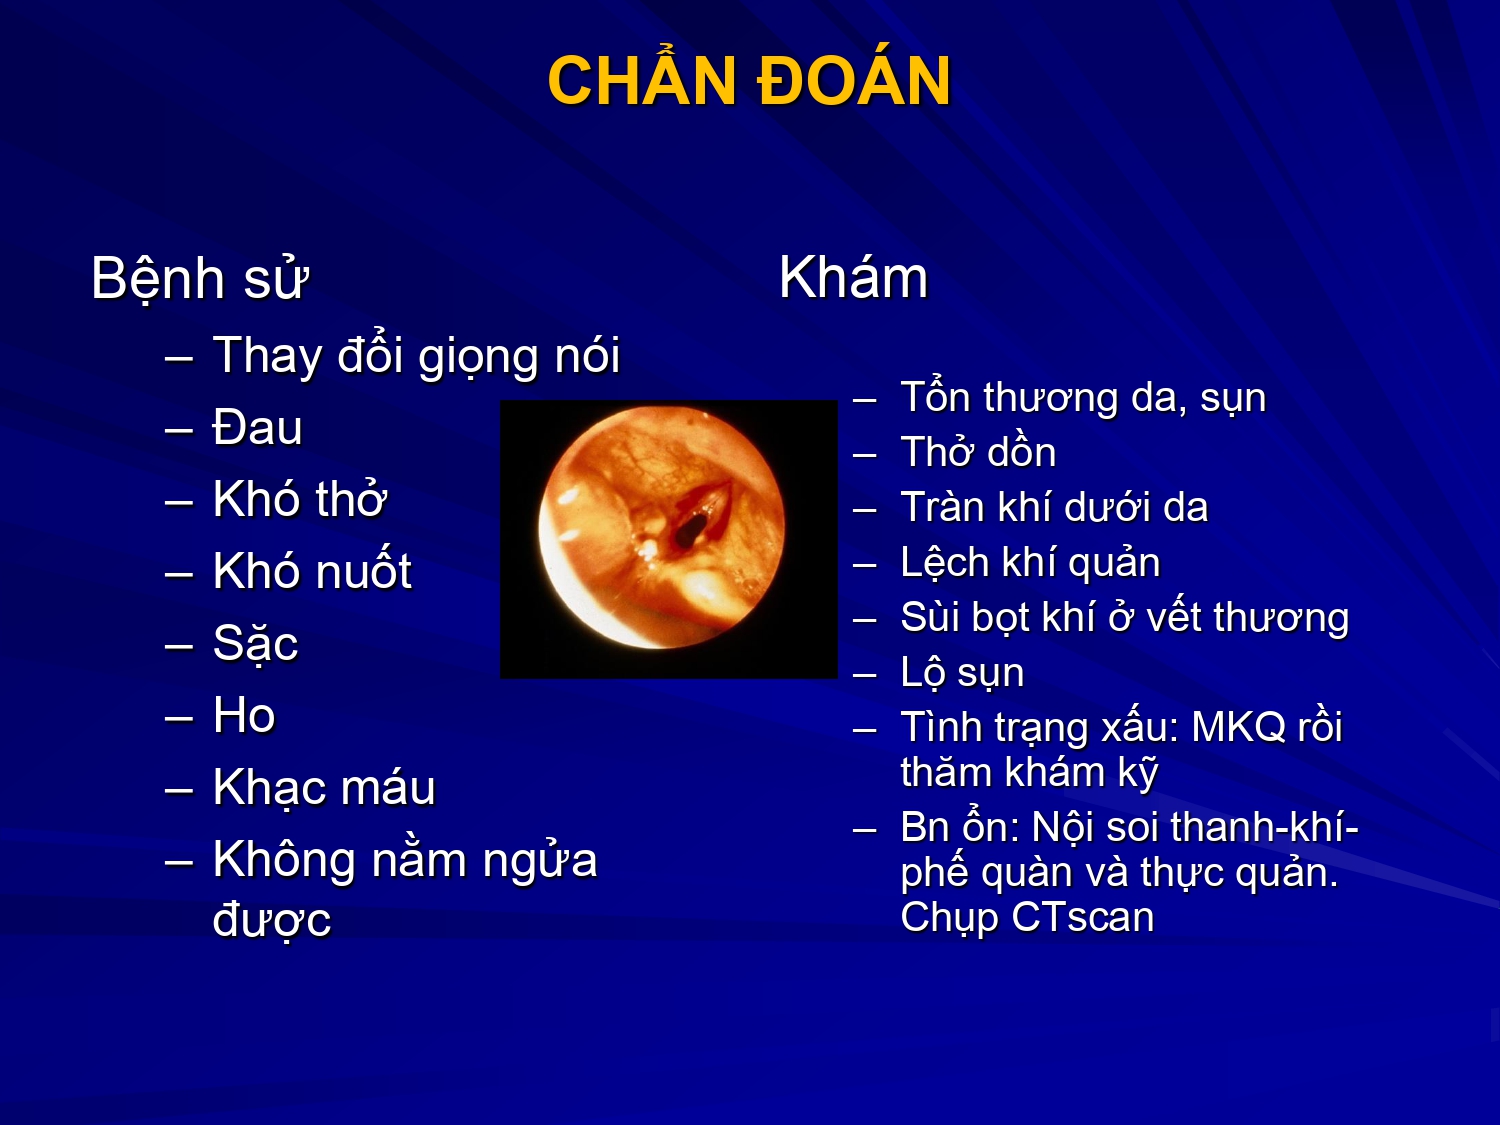 CHẨN ĐOÁN
Bệnh sử
– Thay đổi giọng nói
– Đau
– Khó thở
– Khó nuốt
– Sặc
– Ho
– Khạc máu
– Không nằm ngửa
được
Khám
– Tổn thương da, sụn
– Thở dồn
– Tràn khí dưới da
– Lệch khí quản
– Sùi bọt khí ở vết thương
– Lộ sụn
– Tình trạng xấu: MKQ rồi
thăm khám kỹ
– Bn ổn: Nội soi thanh-khí-
phế quàn và thực quản.
Chụp CTscan